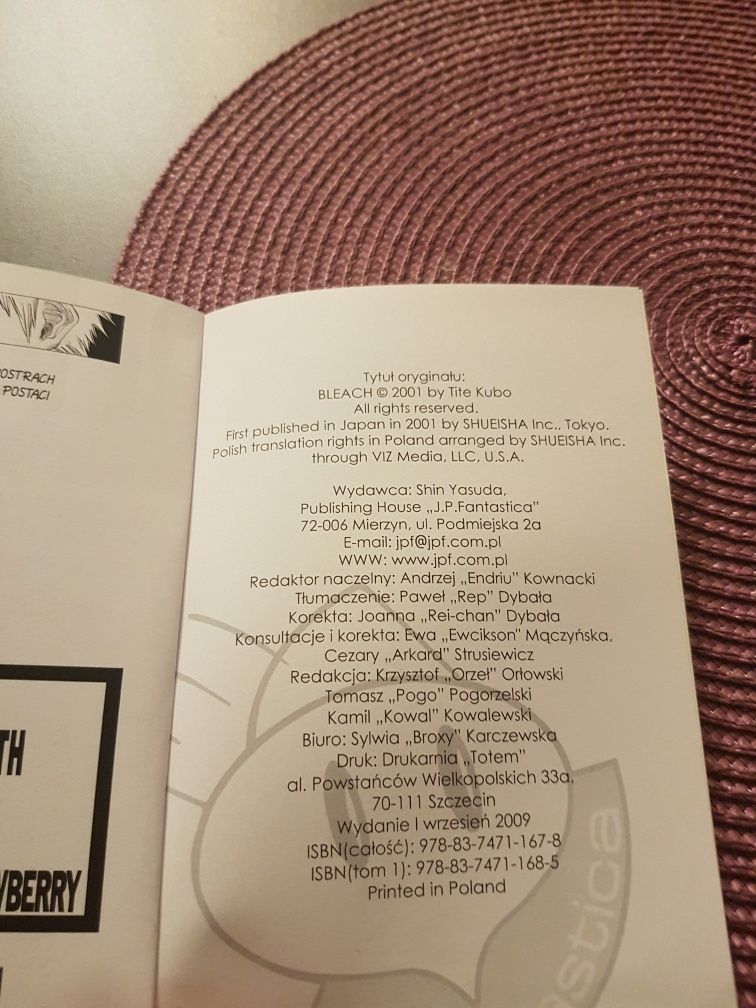 POSTACI
TH
BERRY
Tytuł oryginału:
BLEACH © 2001 by Tite Kubo
All rights reserved.
First published in Japan in 2001 by SHUEISHA Inc., Tokyo.
Polish translation rights in Poland arranged by SHUEISHA Inc.
through VIZ Media, LLC, U.S.A.
Wydawca: Shin Yasuda,
Publishing House „J.P.Fantastica”
72-006 Mierzyn, ul. Podmiejska 2a
E-mail: jpf@jpf.com.pl
WWW: www.jpf.com.pl
Redaktor naczelny: Andrzej „Endriu” Kownacki
Tłumaczenie: Paweł „Rep” Dybała
Korekta: Joanna „Rei-chan” Dybała
Konsultacje i korekta: Ewa „Ewcikson” Mączyńska,
Cezary „Arkard” Strusiewicz
Redakcja: Krzysztof „Orzeł” Orłowski
Tomasz „Pogo” Pogorzelski
Kamil „Kowal” Kowalewski
Biuro: Sylwia „Broxy” Karczewska
Druk: Drukarnia „Totem”
al. Powstańców Wielkopolskich 33a.
70-111 Szczecin
Wydanie I wrzesień 2009
ISBN(całość): 978-83-7471-167-8
ISBN(tom 1): 978-83-7471-168-5
Printed in Poland